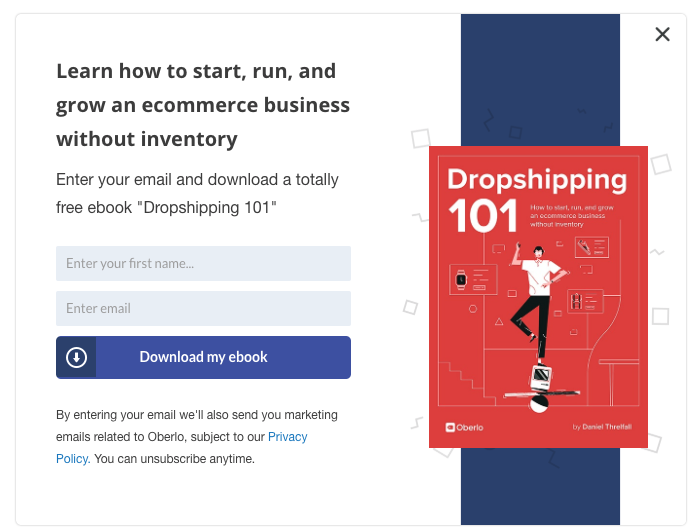 Learn how to start, run, and
grow an ecommerce business
without inventory
Enter your email and download a totally
free ebook "Dropshipping 101"
Enter your first name...
Enter email
Download my ebook
By entering your email we'll also send you marketing
emails related to Oberlo, subject to our Privacy
Policy. You can unsubscribe anytime.
Dropshipping
101
How to start, run, and grow
an ecommerce business
without inventory
Oberlo
by Daniel Threlfall